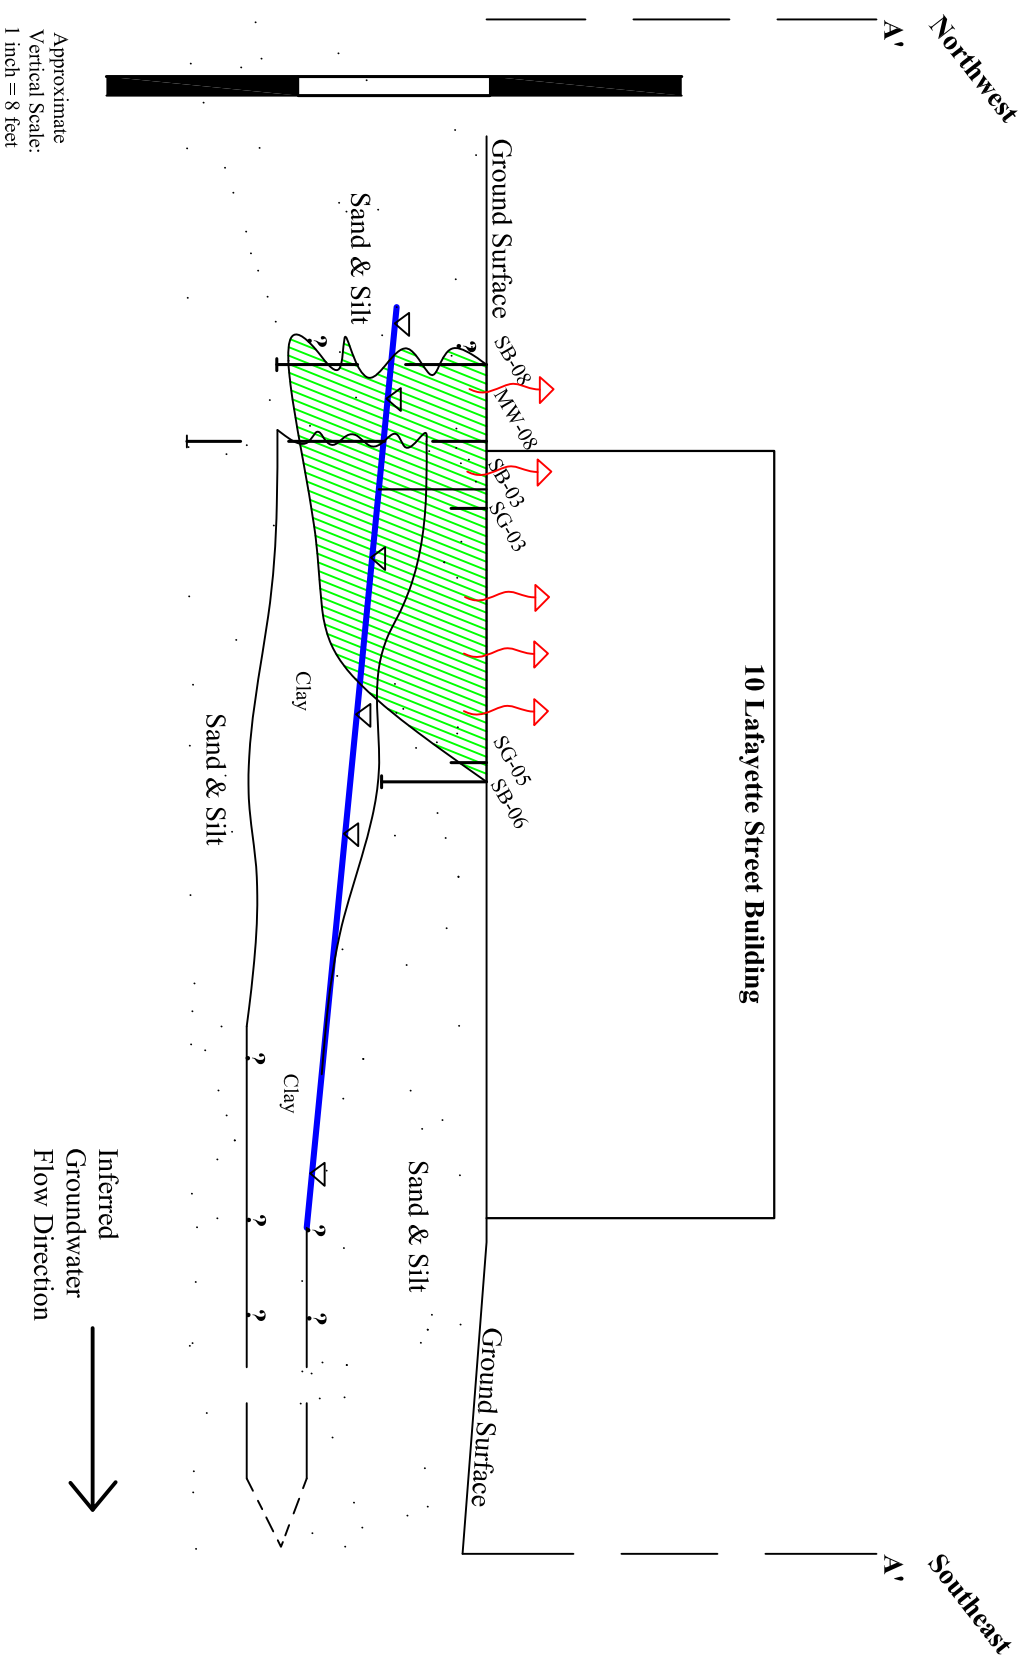 Northwest
Southeast
A'
A'
10 Lafayette Street Building
Ground Surface
SB-08
MW-08
SB-03
SG-03
SG-05
SB-06
Ground Surface
?
Sand & Silt
?
Sand & Silt
Clay
Clay
?
?
?
?
?
Sand & Silt
Approximate
Vertical Scale:
1 inch = 8 feet
Inferred
Groundwater
Flow Direction